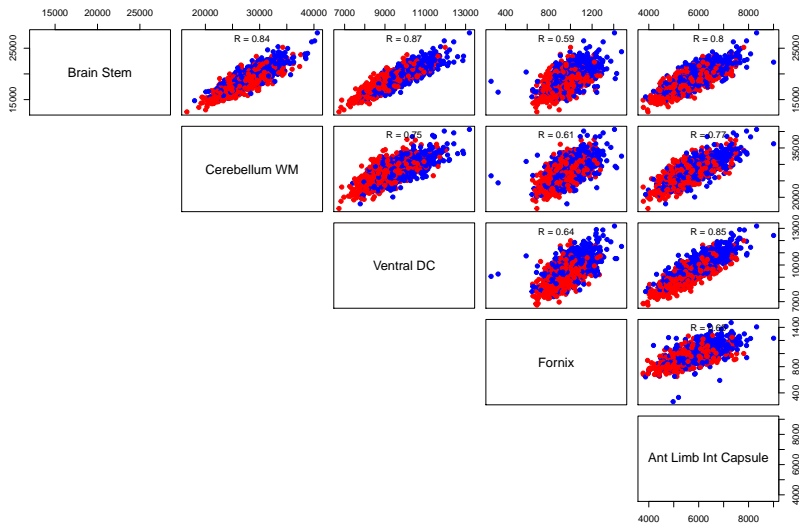 12000 15000 20000 25000
20000 30000 40000
7000 9000 11000 13000
400 800 1200
4000 6000 8000
15000 25000
Brain Stem
R = 0.84
R = 0.87
R = 0.59
R = 0.8
15000 25000
Cerebellum WM
R = 0.75
R = 0.61
R = 0.77
20000 35000
Ventral DC
R = 0.64
R = 0.85
7000 10000 13000
Fornix
400 800 1400
Ant Limb Int Capsule
4000 6000 8000
4000 6000 8000